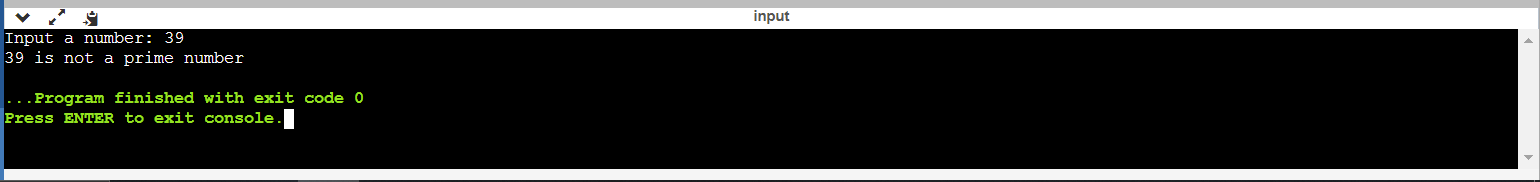 input
Input a number: 39
39 is not a prime number
...Program finished with exit code 0
Press ENTER to exit console.